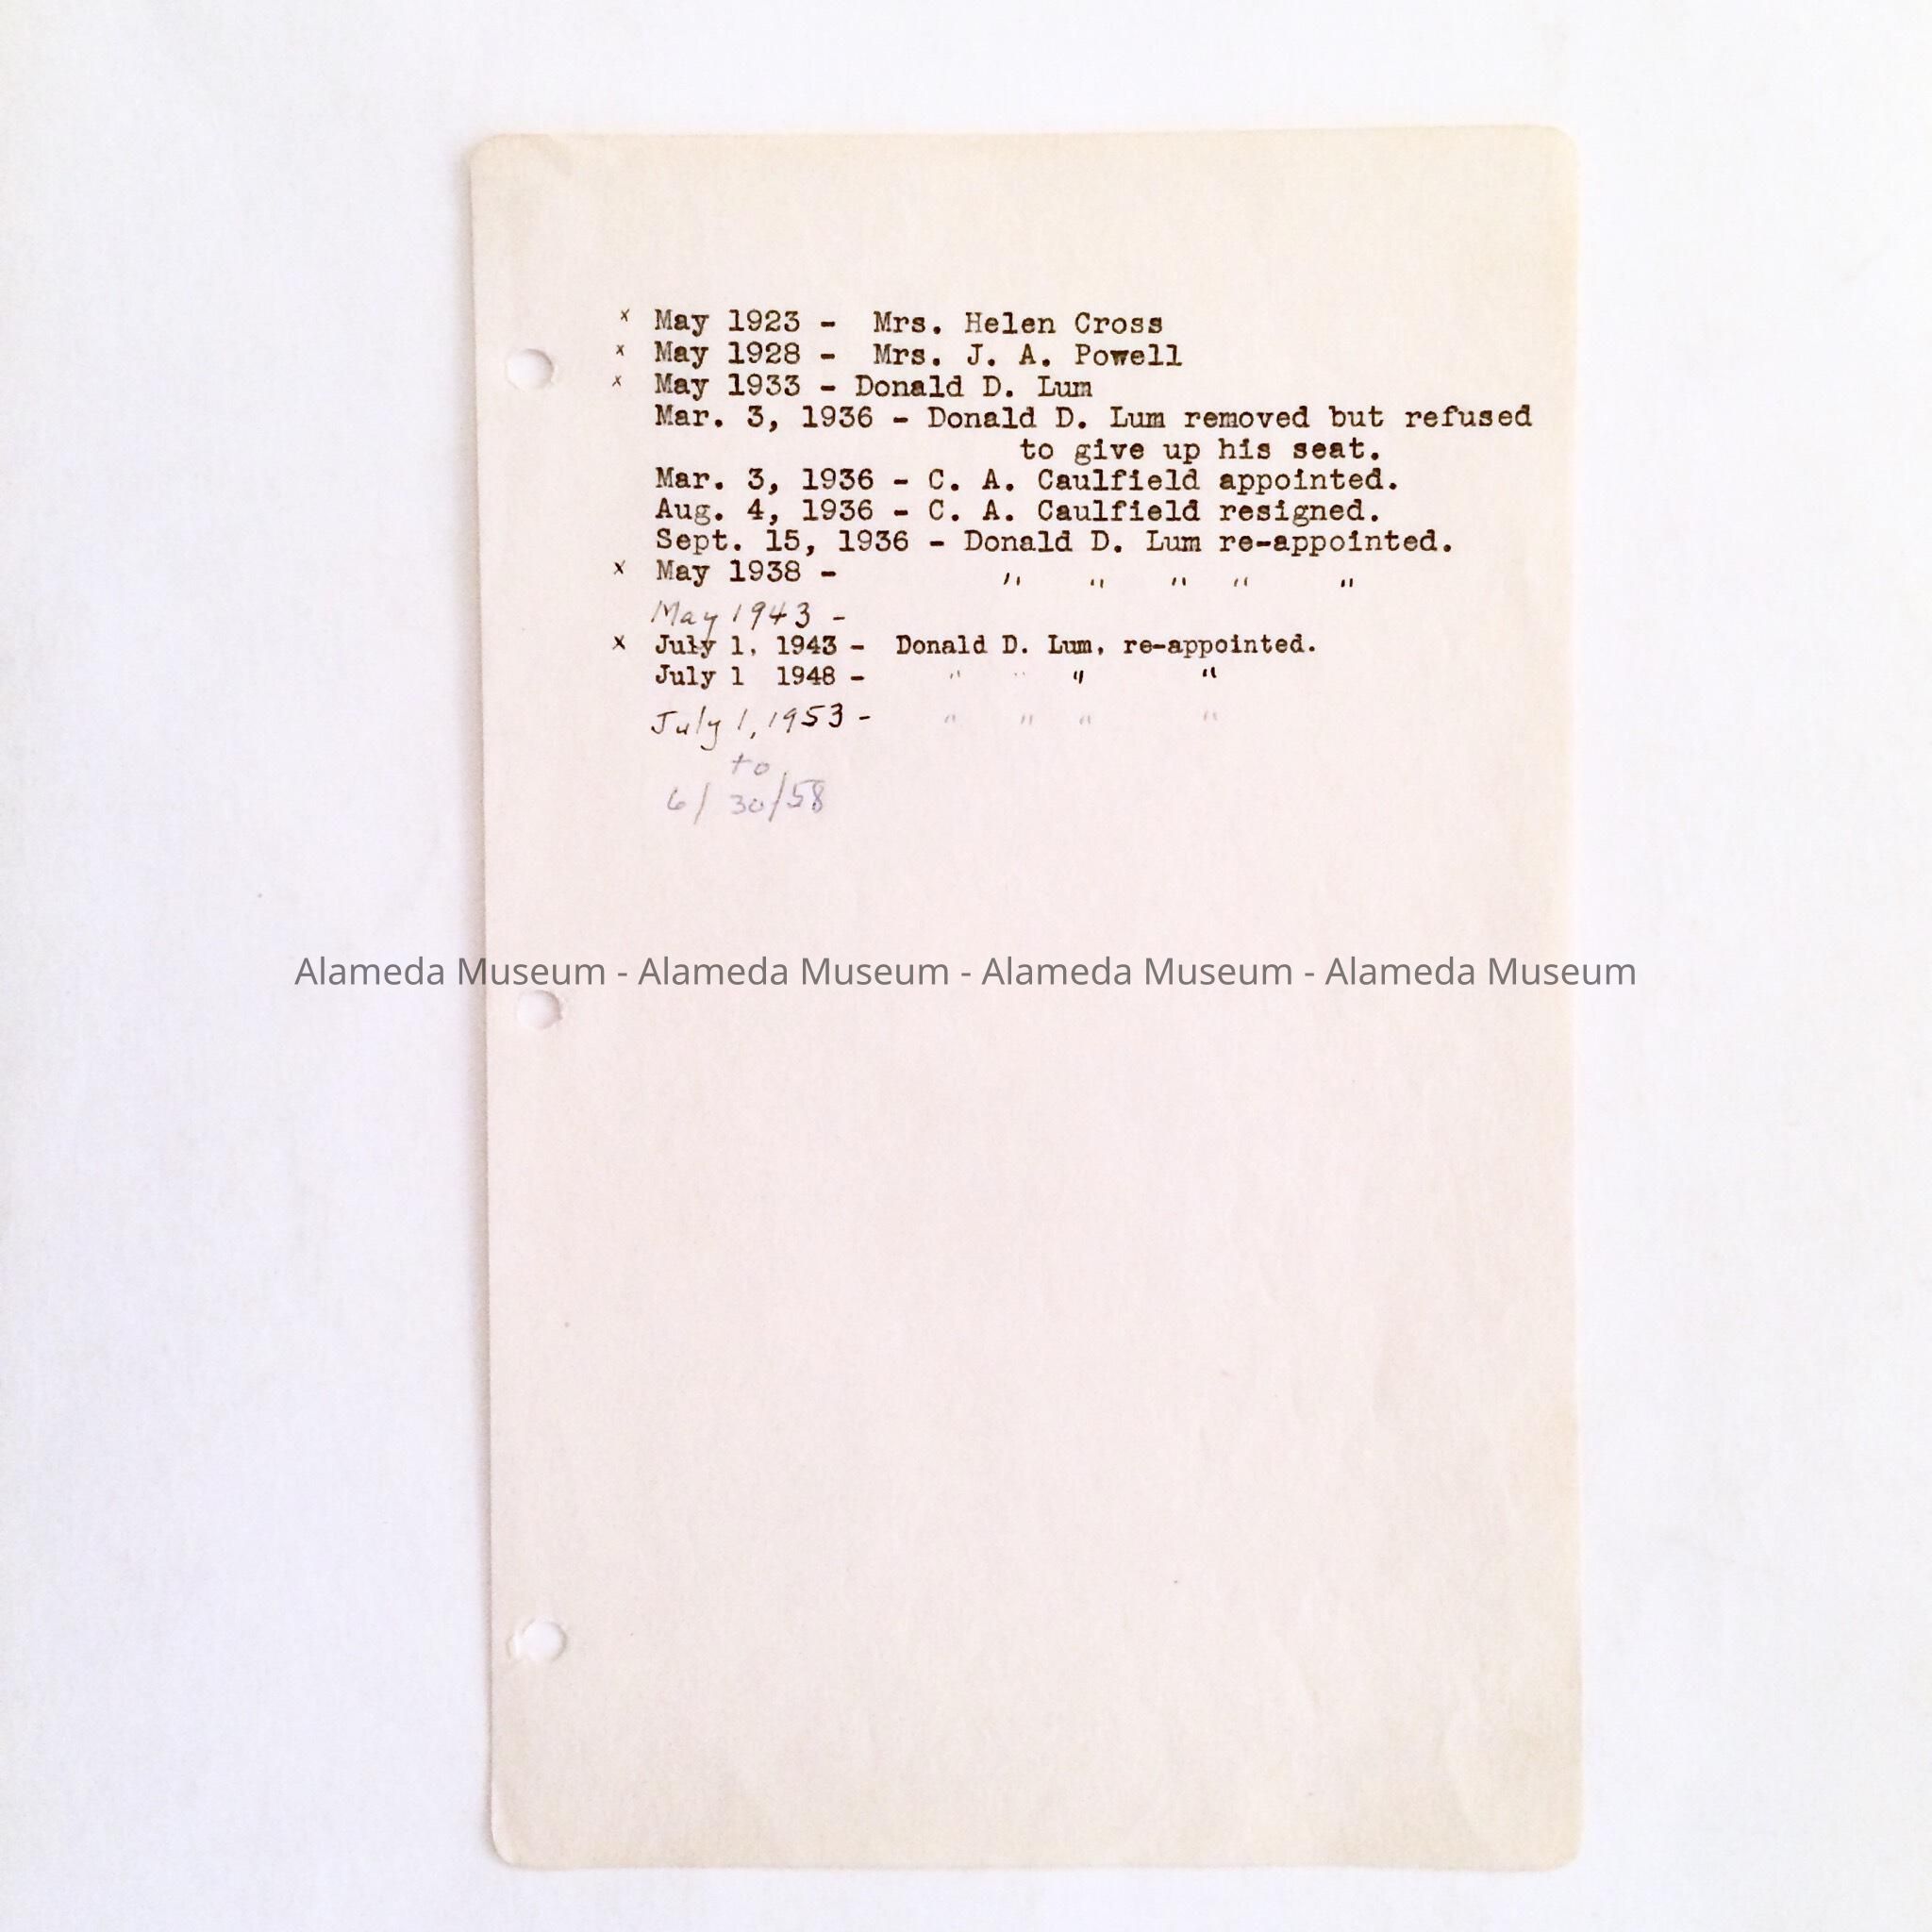 x May 1923 - Mrs. Helen Cross
x May 1928 - Mrs. J. A. Powell
x May 1933 - Donald D. Lum
Mar. 3, 1936 - Donald D. Lum removed but refused
to give up his seat.
Mar. 3, 1936 - C. A. Caulfield appointed.
Aug. 4, 1936 - C. A. Caulfield resigned.
Sept. 15, 1936 - Donald D. Lum re-appointed.
x May 1938 - " " " " "
May 1943 -
x July 1, 1943 - Donald D. Lum, re-appointed.
July 1 1948 - " " " "
July 1, 1953 - " " " "
to
6/30/58
Alameda Museum - Alameda Museum - Alameda Museum - Alameda Museum